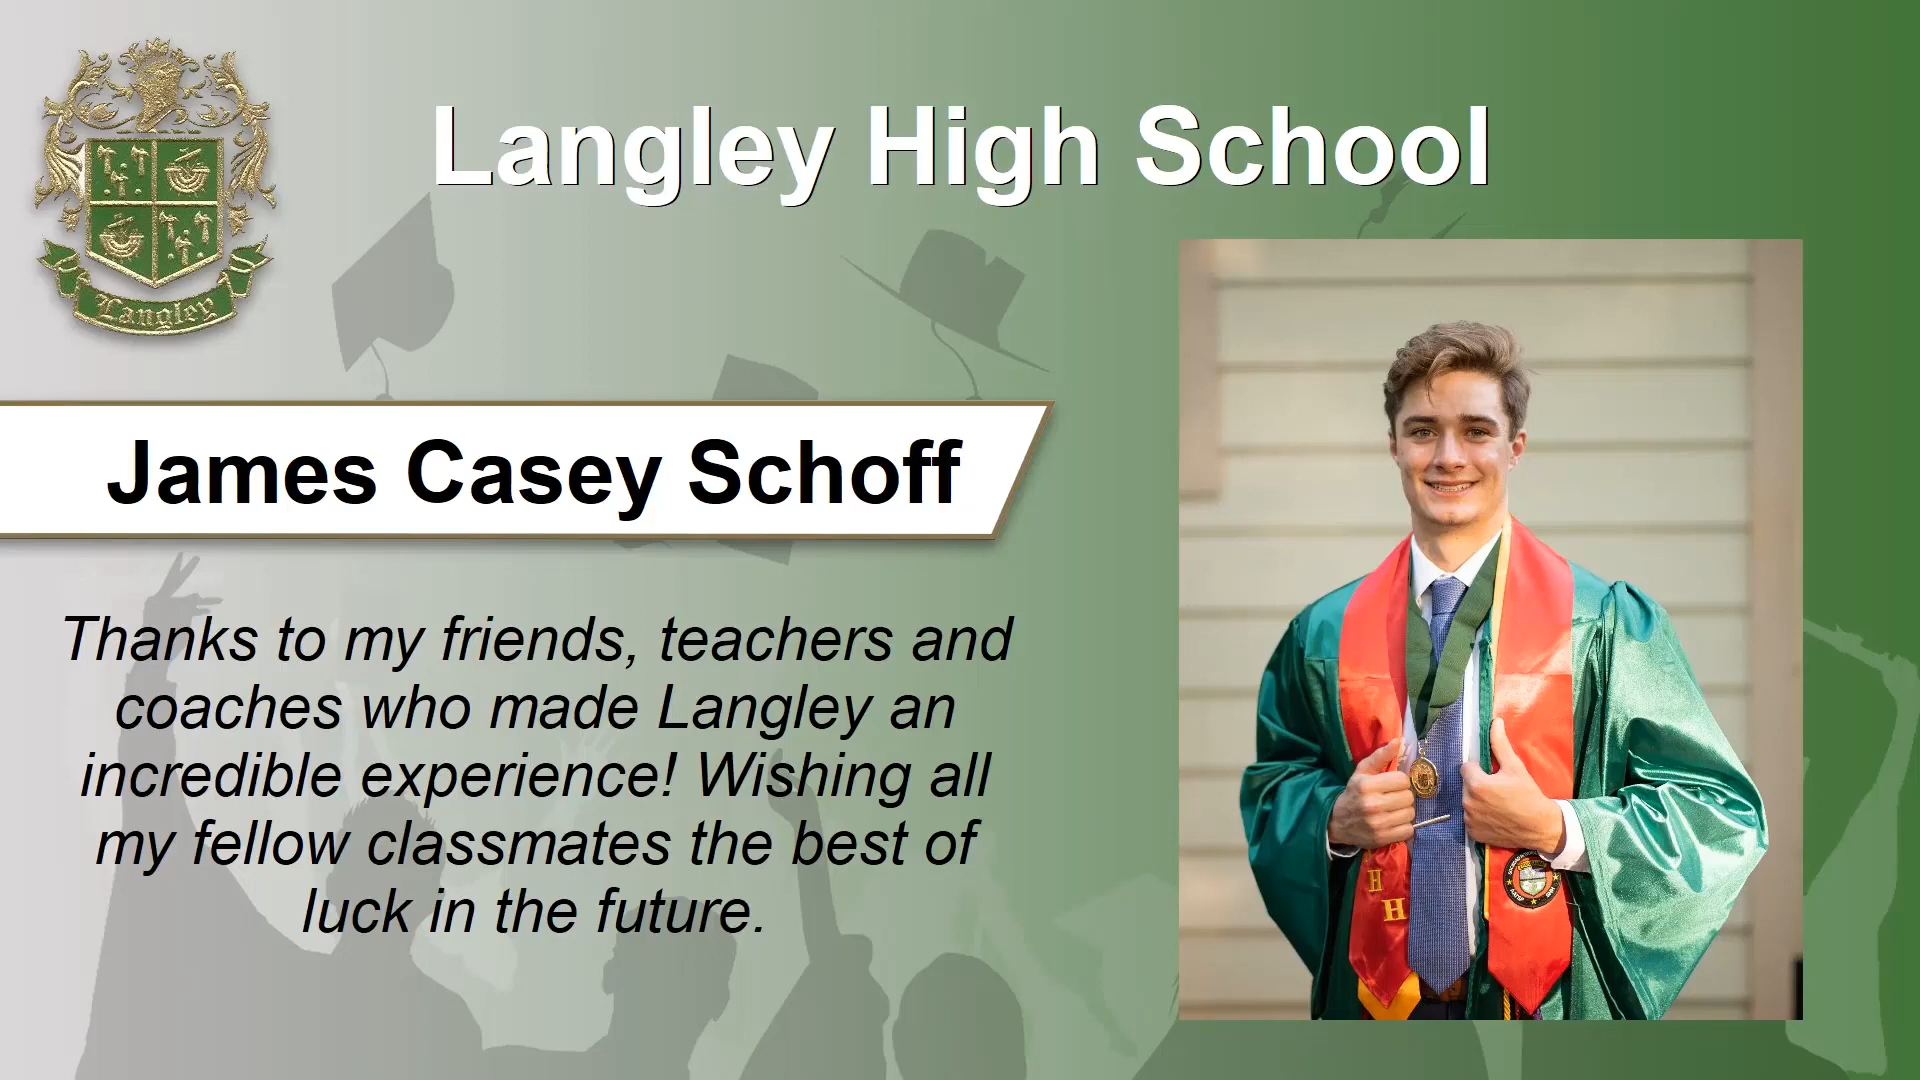 Langley High School
Langley
James Casey Schoff
Thanks to my friends, teachers and
coaches who made Langley an
incredible experience! Wishing all
my fellow classmates the best of
luck in the future.
H
H